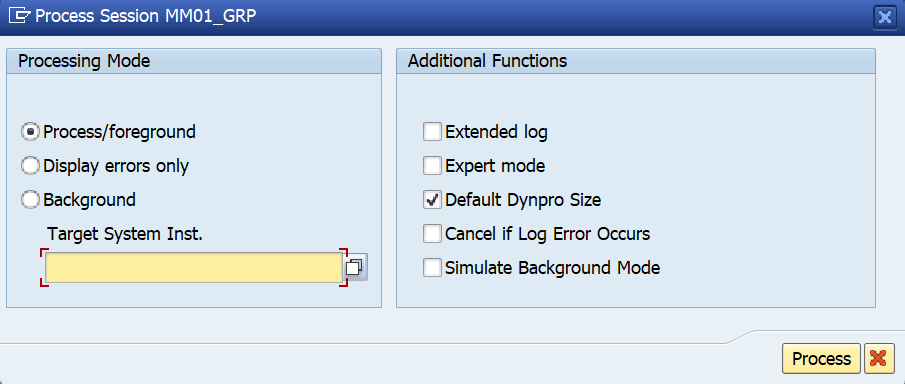 Process Session MM01_GRP
Processing Mode
Process/foreground
Display errors only
Background
Target System Inst.
Additional Functions
Extended log
Expert mode
Default Dynpro Size
Cancel if Log Error Occurs
Simulate Background Mode
Process